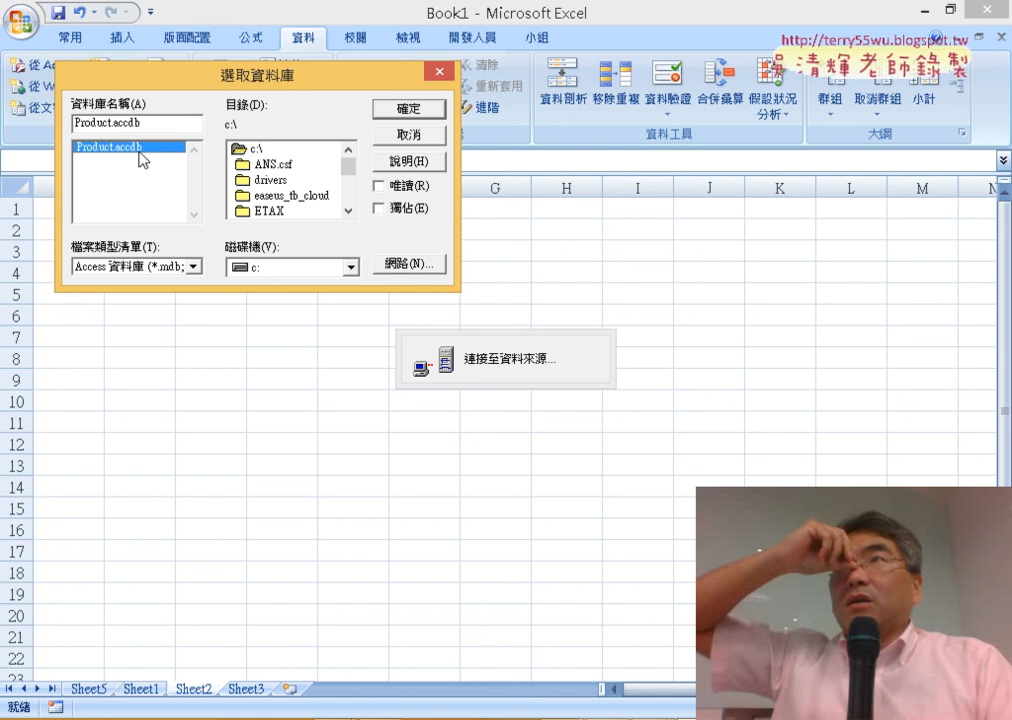 Book1 - Microsoft Excel
http://terry55wu.blogspot.tw
吳清輝老師錄製
常用 插入 版面配置 公式 資料 校閱 檢視 開發人員 小組
從 Ac
從 W
從文
清除
重新套用
進階
資料剖析 移除重複 資料驗證 合併彙算 假設狀況分析 群組 取消群組 小計
資料工具 大綱
選取資料庫
資料庫名稱(A) 目錄(D): 確定
Product.accdb c:\ 取消
Product.accdb c:\ 說明(H)
ANS.csf 唯讀(R)
drivers
easeus_tb_cloud 獨佔(E)
ETAX
檔案類型清單(T): 磁碟機(V):
Access 資料庫 (*.mdb; c: 網路(N)...
G H I J K L M N
連接至資料來源...
1
2
3
4
5
6
7
8
9
10
11
12
13
14
15
16
17
18
19
20
21
22
23
Sheet5 Sheet1 Sheet2 Sheet3
就緒